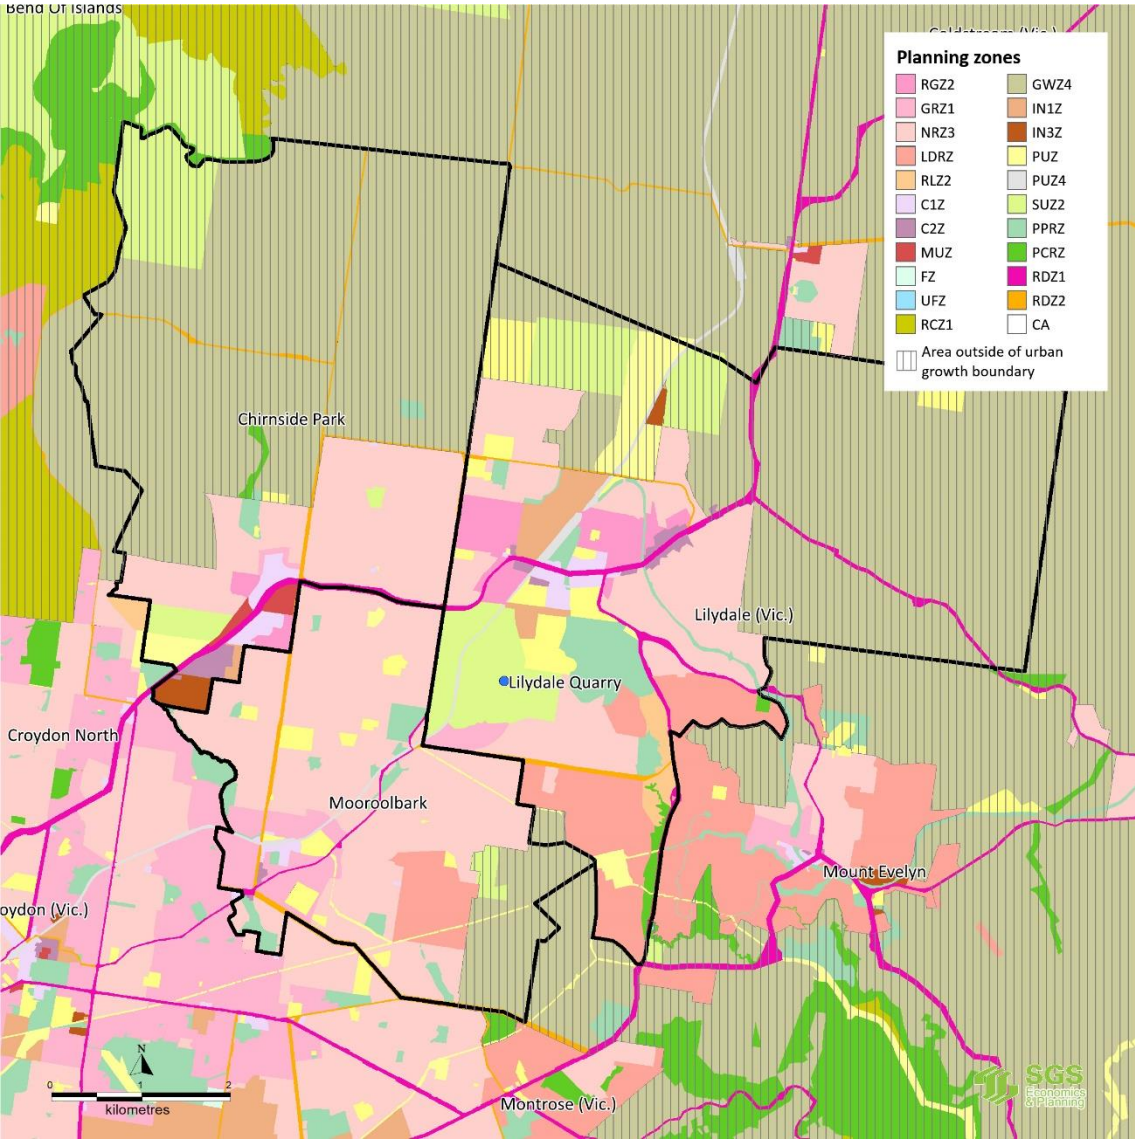 Bend Of Islands
Coldstream (Vic.)
Planning zones
RGZ2
GRZ1
NRZ3
LDRZ
RLZ2
C1Z
C2Z
MUZ
FZ
UFZ
RCZ1
GWZ4
IN1Z
IN3Z
PUZ
PUZ4
SUZ2
PPRZ
PCRZ
RDZ1
RDZ2
CA
Area outside of urban
growth boundary
Chirnside Park
Lilydale (Vic.)
Lilydale Quarry
Croydon North
Mooroolbark
Mount Evelyn
oydon (Vic.)
N
0 1 2
kilometres
Montrose (Vic.)
SGS
Economics
& Planning